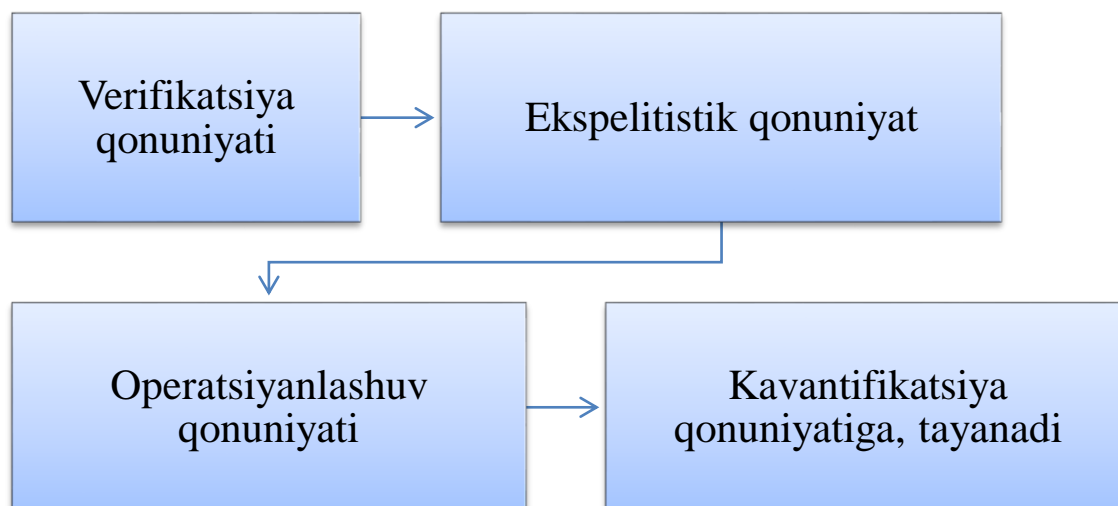 Verifikatsiya
qonuniyati
Ekspelitistik qonuniyat
Operatsiyanlashuv
qonuniyati
Kavantifikatsiya
qonuniyatiga, tayanadi